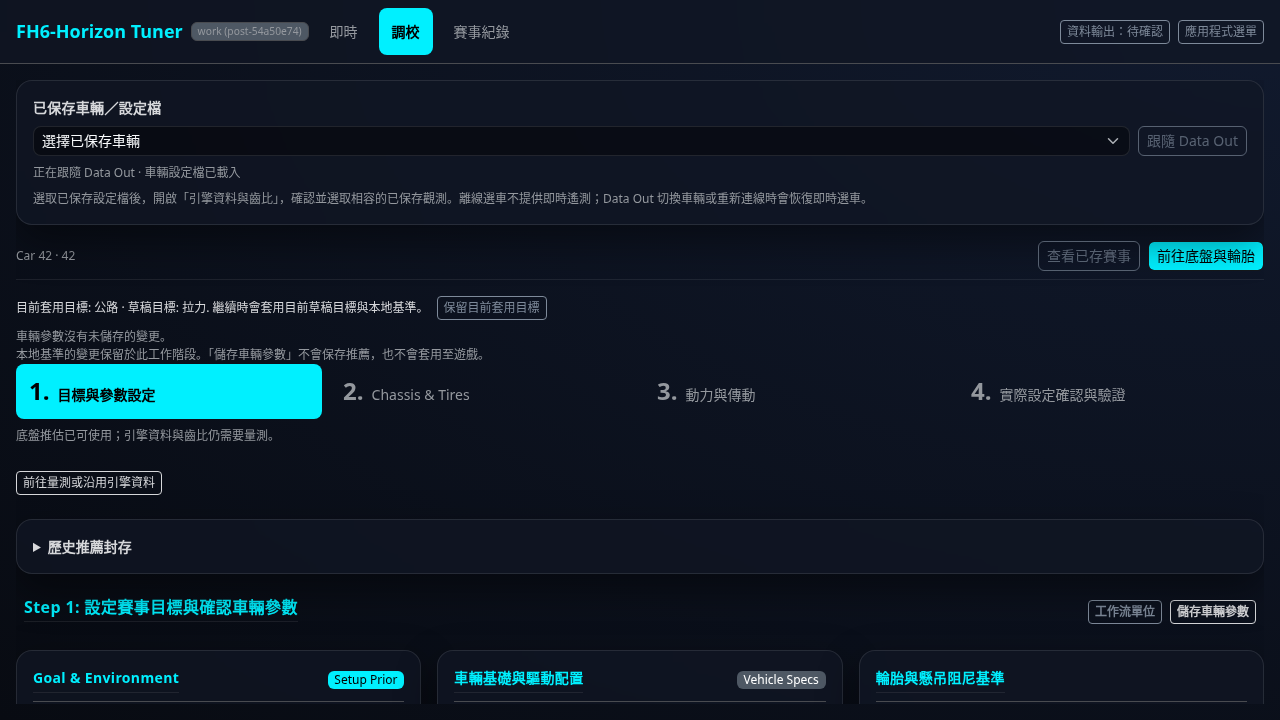 FH6-Horizon Tuner work (post-54a50e74) 即時 調校 賽事紀錄 資料輸出：待確認 應用程式選單
已保存車輛／設定檔
選擇已保存車輛 跟隨 Data Out
正在跟隨 Data Out · 車輛設定檔已載入
選取已保存設定檔後，開啟「引擎資料與齒比」，確認並選取相容的已保存觀測。離線選車不提供即時遙測；Data Out 切換車輛或重新連線時會恢復即時選車。
Car 42 · 42 查看已存賽事 前往底盤與輪胎
目前套用目標: 公路 · 草稿目標: 拉力. 繼續時會套用目前草稿目標與本地基準。 保留目前套用目標
車輛參數沒有未儲存的變更。
本地基準的變更保留於此工作階段。「儲存車輛參數」不會保存推薦，也不會套用至遊戲。
1. 目標與參數設定 2. Chassis & Tires 3. 動力與傳動 4. 實際設定確認與驗證
底盤推估已可使用；引擎資料與齒比仍需要量測。
前往量測或沿用引擎資料
▶ 歷史推薦封存
Step 1: 設定賽事目標與確認車輛參數 工作流單位 儲存車輛參數
Goal & Environment Setup Prior 車輛基礎與驅動配置 Vehicle Specs 輪胎與懸吊阻尼基準